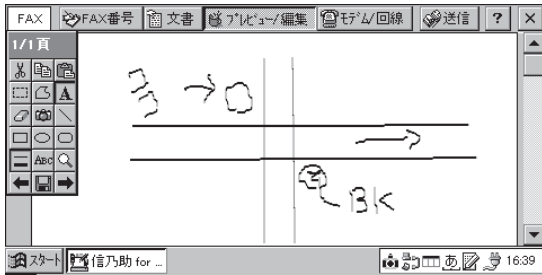 FAX FAX番号 文書 プレビュー/編集 モデム/回線 送信 ? ×
1/1頁
A
ABC
BK
スタート 信乃助 for ... あ 16:39